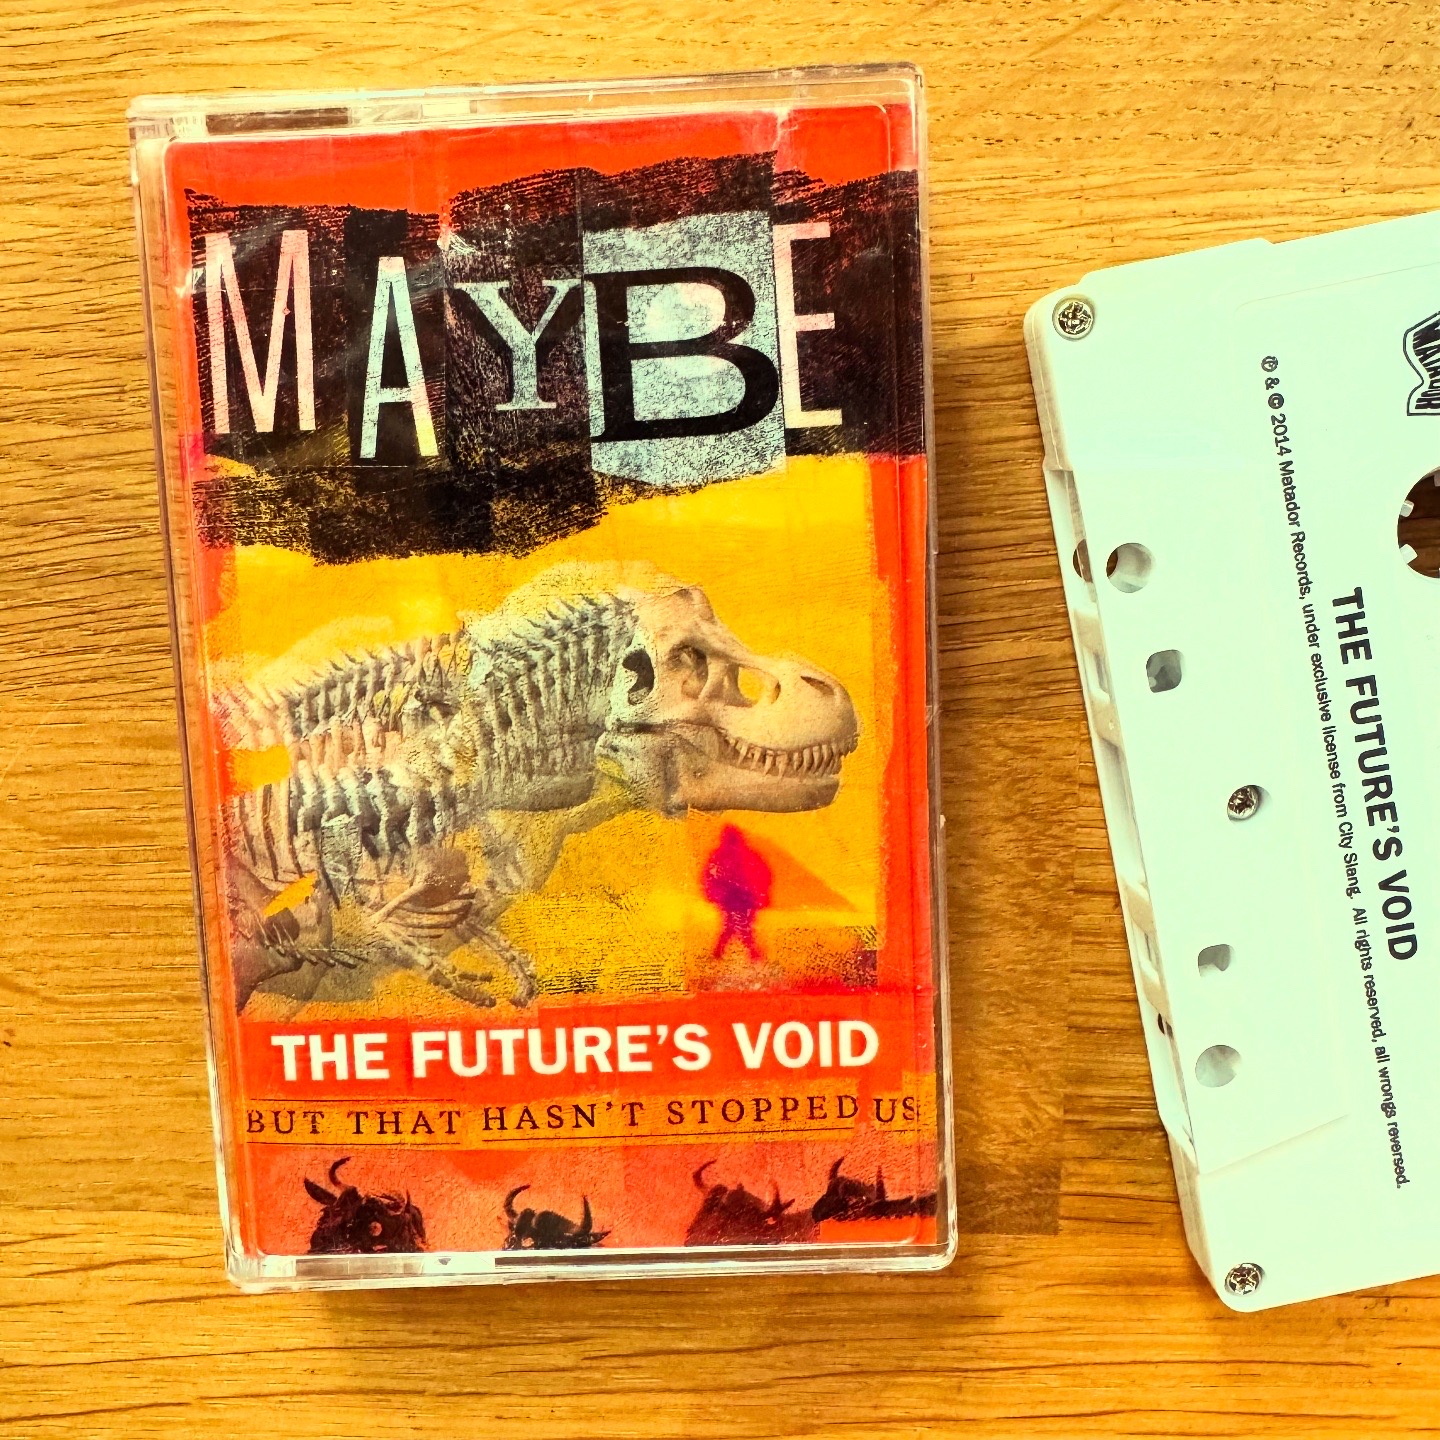 MAYBE
THE FUTURE'S VOID
BUT THAT HASN'T STOPPED US
MATADOR
℗ & © 2014 Matador Records, under exclusive license from City Slang. All rights reserved, all wrongs reversed.
THE FUTURE'S VOID